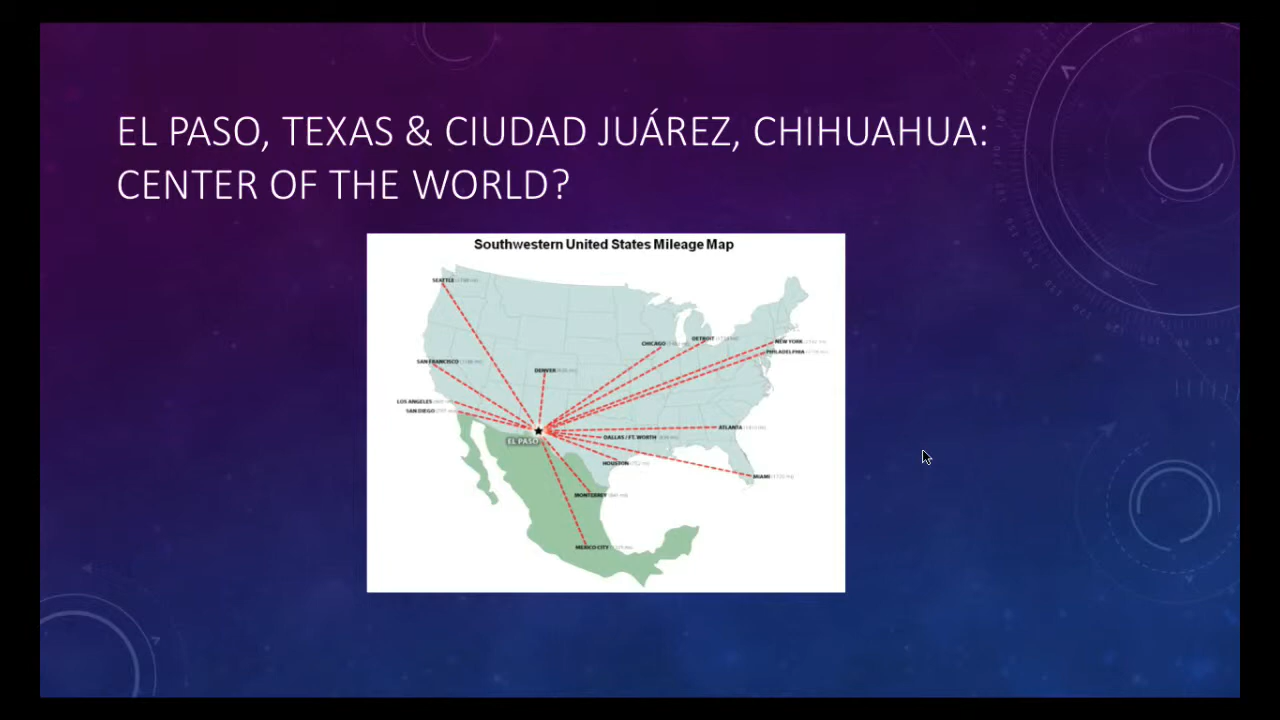 EL PASO, TEXAS & CIUDAD JUÁREZ, CHIHUAHUA:
CENTER OF THE WORLD?
Southwestern United States Mileage Map
SEATTLE
CHICAGO
DETROIT
NEW YORK
PHILADELPHIA
SAN FRANCISCO
DENVER
LOS ANGELES
SAN DIEGO
ATLANTA
EL PASO
DALLAS / FT. WORTH
HOUSTON
MIAMI
MONTERREY
MEXICO CITY